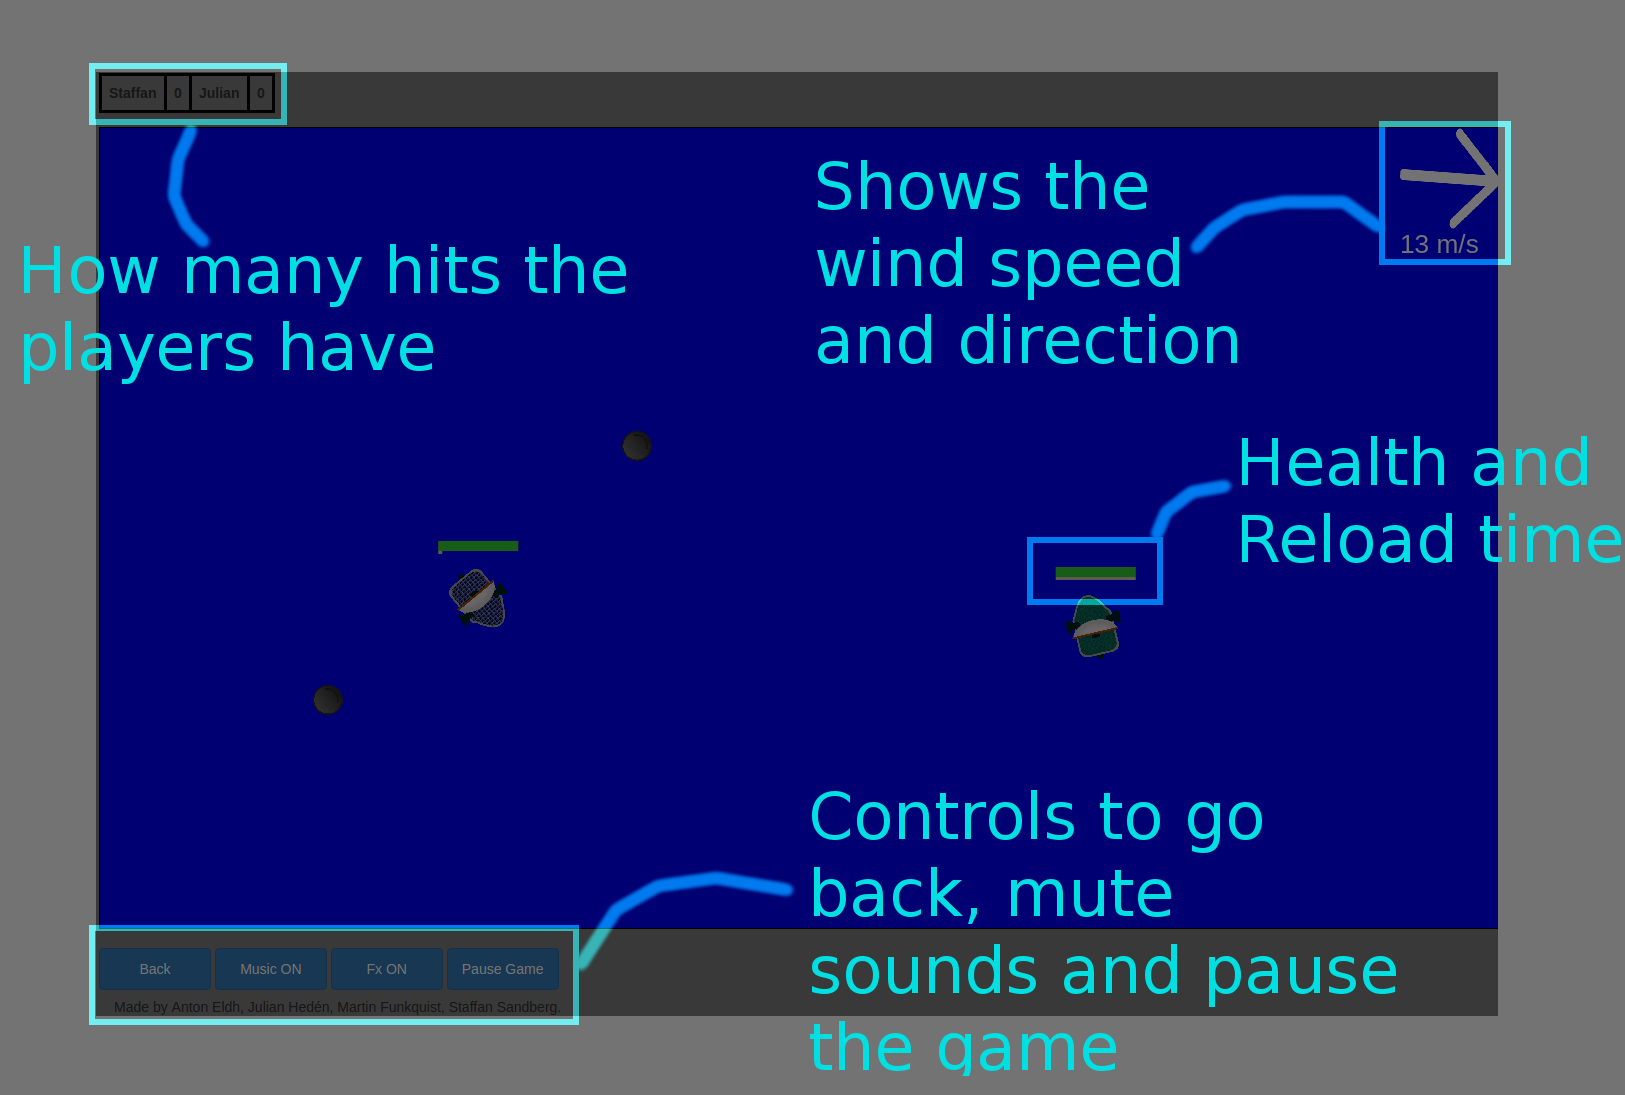 Staffan 0 Julian 0
Shows the
wind speed
and direction
13 m/s
How many hits the
players have
Health and
Reload time
Controls to go
back, mute
sounds and pause
the game
Back Music ON Fx ON Pause Game
Made by Anton Eldh, Julian Hedén, Martin Funkquist, Staffan Sandberg.